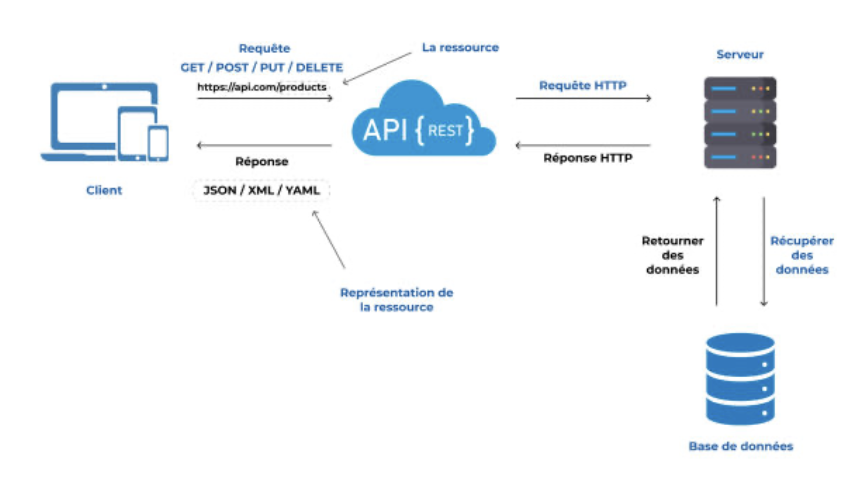 Requête
GET / POST / PUT / DELETE
https://api.com/products
La ressource
Serveur
API { REST }
Requête HTTP
Réponse
JSON / XML / YAML
Réponse HTTP
Client
Représentation de
la ressource
Retourner
des
données
Récupérer
des
données
Base de données